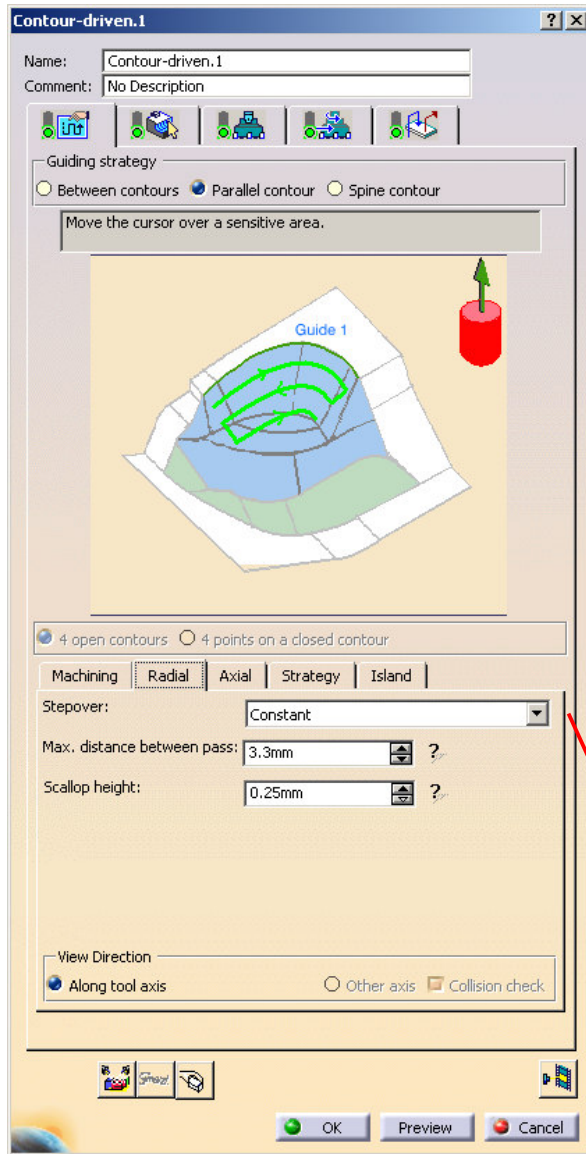 Contour-driven.1
Name: Contour-driven.1
Comment: No Description
Guiding strategy
Between contours Parallel contour Spine contour
Move the cursor over a sensitive area.
Guide 1
4 open contours 4 points on a closed contour
Machining Radial Axial Strategy Island
Stepover: Constant
Max. distance between pass: 3.3mm ?
Scallop height: 0.25mm ?
View Direction
Along tool axis Other axis Collision check
OK Preview Cancel